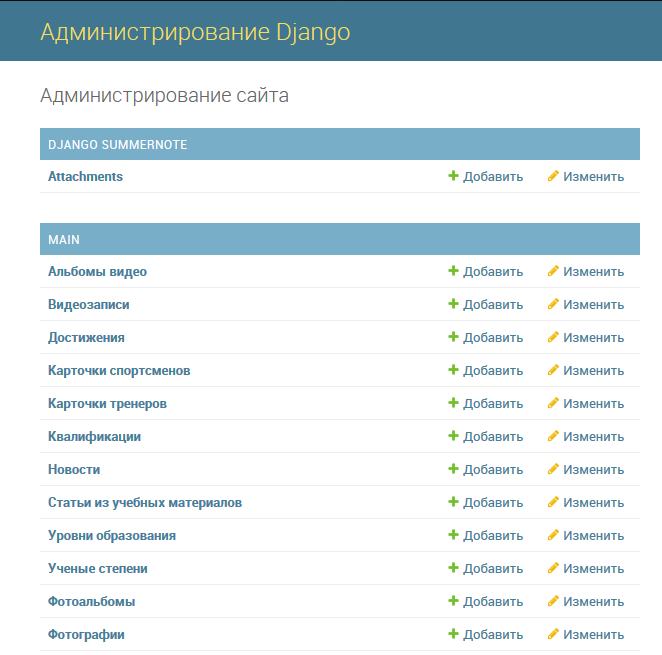 Администрирование Django
Администрирование сайта
DJANGO SUMMERNOTE
Attachments Добавить Изменить
MAIN
Альбомы видео Добавить Изменить
Видеозаписи Добавить Изменить
Достижения Добавить Изменить
Карточки спортсменов Добавить Изменить
Карточки тренеров Добавить Изменить
Квалификации Добавить Изменить
Новости Добавить Изменить
Статьи из учебных материалов Добавить Изменить
Уровни образования Добавить Изменить
Ученые степени Добавить Изменить
Фотоальбомы Добавить Изменить
Фотографии Добавить Изменить